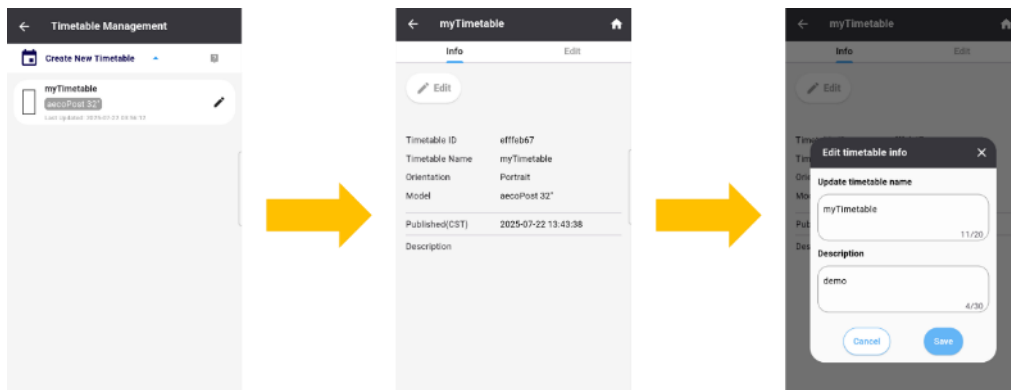 Timetable Management
Create New Timetable
myTimetable
aecoPost 32"
myTimetable
Info Edit
Edit
Timetable ID efffeb67
Timetable Name myTimetable
Orientation Portrait
Model aecoPost 32"
Published(CST) 2025-07-22 13:43:38
Description
myTimetable
Info Edit
Edit
Edit timetable info
Update timetable name
myTimetable
11/20
Description
demo
4/30
Cancel Save